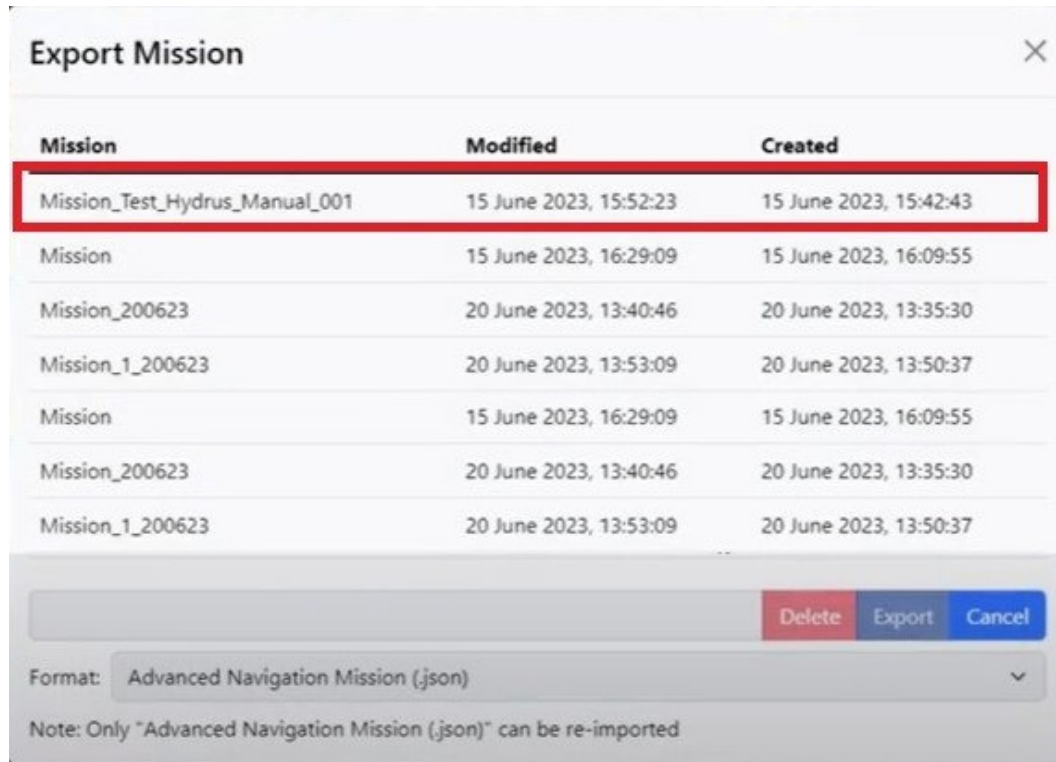 Export Mission
Mission Modified Created
Mission_Test_Hydrus_Manual_001 15 June 2023, 15:52:23 15 June 2023, 15:42:43
Mission 15 June 2023, 16:29:09 15 June 2023, 16:09:55
Mission_200623 20 June 2023, 13:40:46 20 June 2023, 13:35:30
Mission_1_200623 20 June 2023, 13:53:09 20 June 2023, 13:50:37
Mission 15 June 2023, 16:29:09 15 June 2023, 16:09:55
Mission_200623 20 June 2023, 13:40:46 20 June 2023, 13:35:30
Mission_1_200623 20 June 2023, 13:53:09 20 June 2023, 13:50:37
Delete Export Cancel
Format: Advanced Navigation Mission (.json)
Note: Only "Advanced Navigation Mission (.json)" can be re-imported